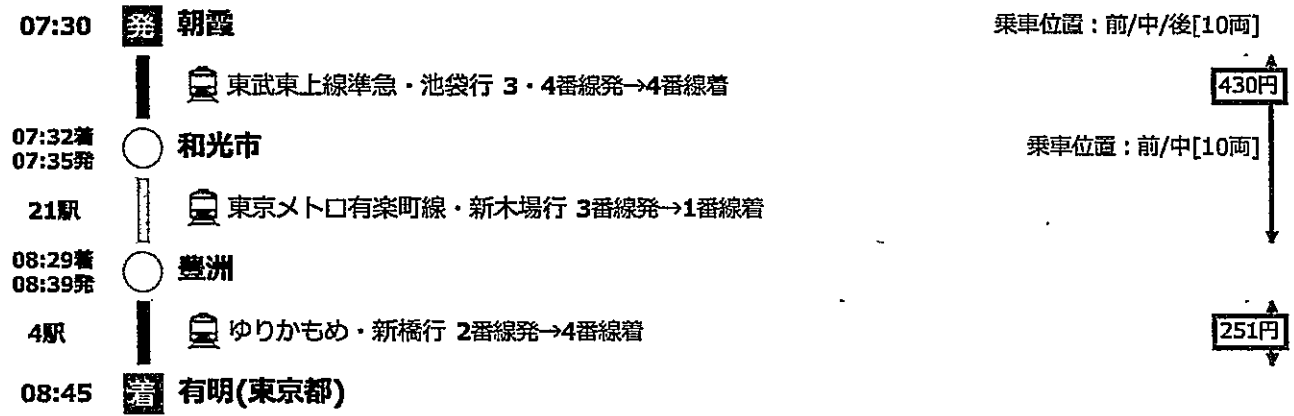 07:30 発 朝霞 乗車位置：前/中/後[10両]
東武東上線準急・池袋行 3・4番線発→4番線着 430円
07:32着
07:35発 和光市 乗車位置：前/中[10両]
21駅 東京メトロ有楽町線・新木場行 3番線発→1番線着
08:29着
08:39発 豊洲
4駅 ゆりかもめ・新橋行 2番線発→4番線着 251円
08:45 着 有明(東京都)